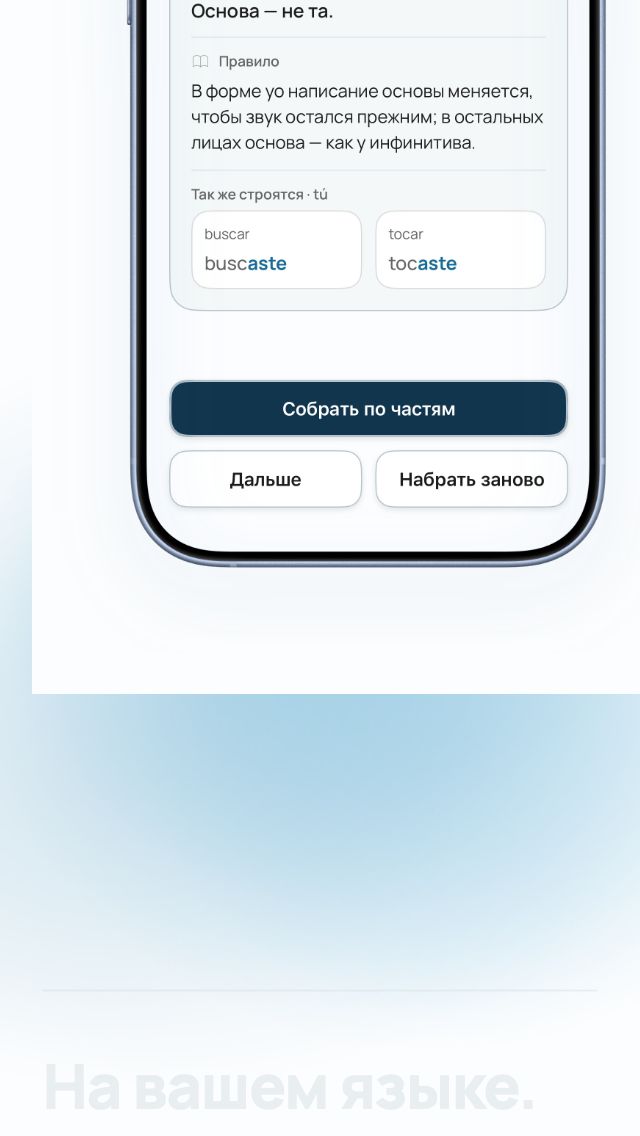 Основа — не та.
Правило
В форме yo написание основы меняется,
чтобы звук остался прежним; в остальных
лицах основа — как у инфинитива.
Так же строятся · tú
buscar
buscaste
tocar
tocaste
Собрать по частям
Дальше
Набрать заново
На вашем языке.